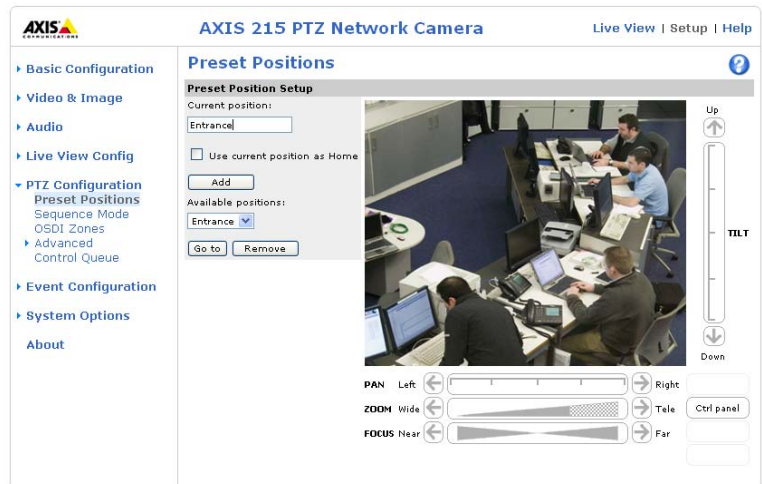 AXIS
COMMUNICATIONS
AXIS 215 PTZ Network Camera
Live View | Setup | Help
Basic Configuration
Video & Image
Audio
Live View Config
PTZ Configuration
Preset Positions
Sequence Mode
OSDI Zones
Advanced
Control Queue
Event Configuration
System Options
About
Preset Positions
?
Preset Position Setup
Current position:
Entrance
Use current position as Home
Add
Available positions:
Entrance
Go to
Remove
Up
TILT
Down
PAN Left Right
ZOOM Wide Tele
Ctrl panel
FOCUS Near Far